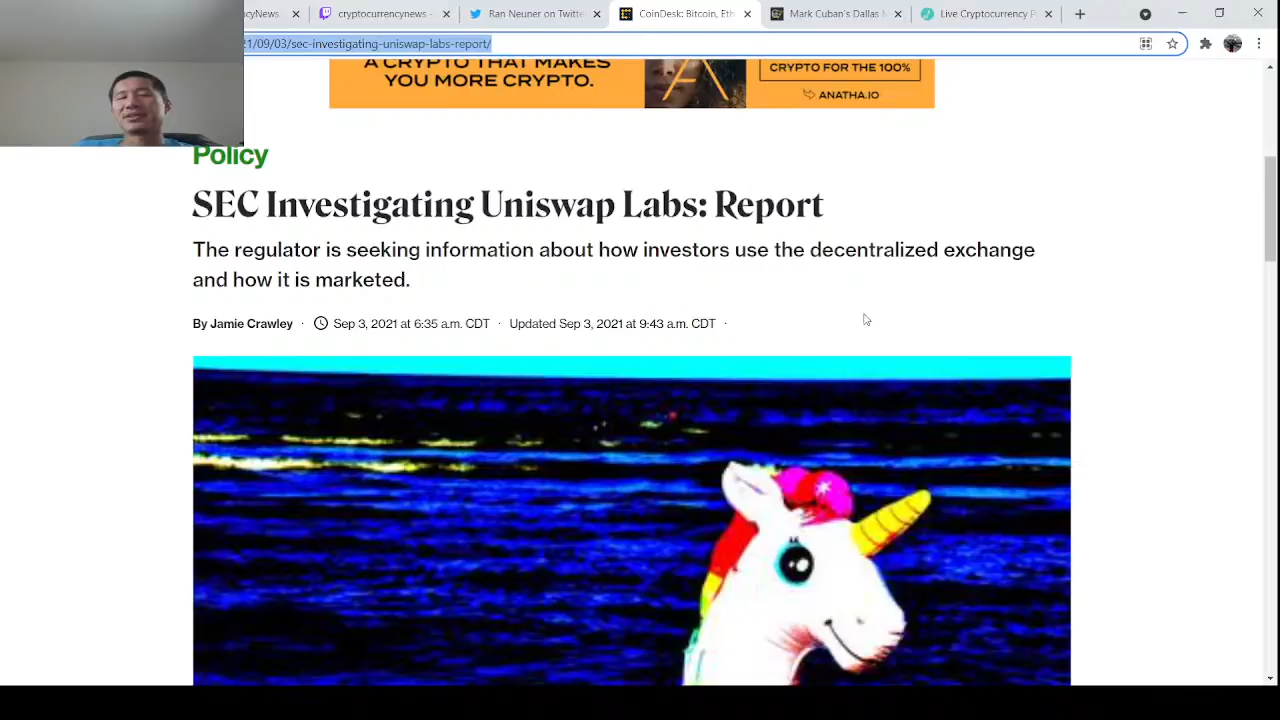 cyNews
cryptocurrencynews -
Ran Neuner on Twitte
CoinDesk: Bitcoin, Eth
Mark Cuban's Dallas M
Live Cryptocurrency P
21/09/03/sec-investigating-uniswap-labs-report/
A CRYPTO THAT MAKES
YOU MORE CRYPTO.
CRYPTO FOR THE 100%
ANATHA.IO
Policy
SEC Investigating Uniswap Labs: Report
The regulator is seeking information about how investors use the decentralized exchange
and how it is marketed.
By Jamie Crawley · Sep 3, 2021 at 6:35 a.m. CDT · Updated Sep 3, 2021 at 9:43 a.m. CDT ·